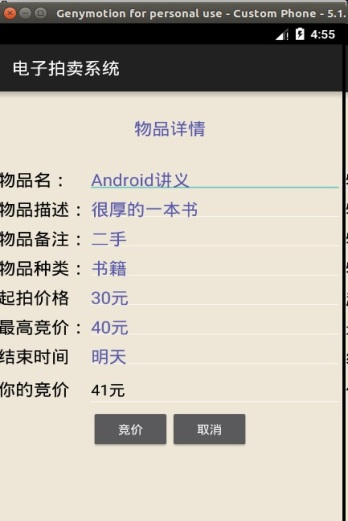 Genymotion for personal use - Custom Phone - 5.1.
4:55
电子拍卖系统
物品详情
物品名： Android讲义
物品描述： 很厚的一本书
物品备注： 二手
物品种类： 书籍
起拍价格 30元
最高竞价： 40元
结束时间 明天
你的竞价 41元
竞价 取消